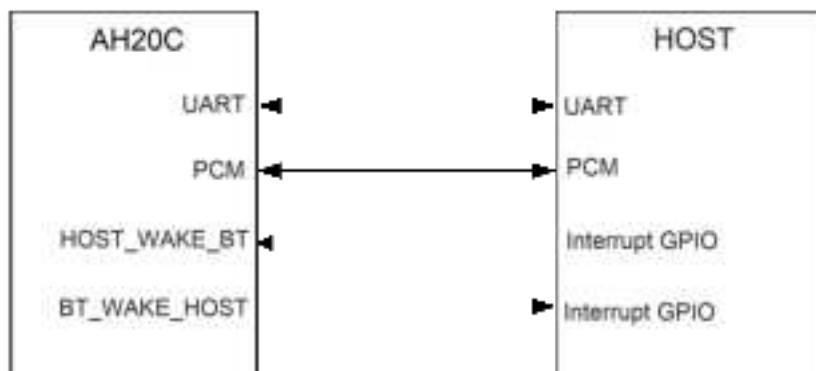 AH20C
HOST
UART
UART
PCM
PCM
HOST_WAKE_BT
Interrupt GPIO
BT_WAKE_HOST
Interrupt GPIO